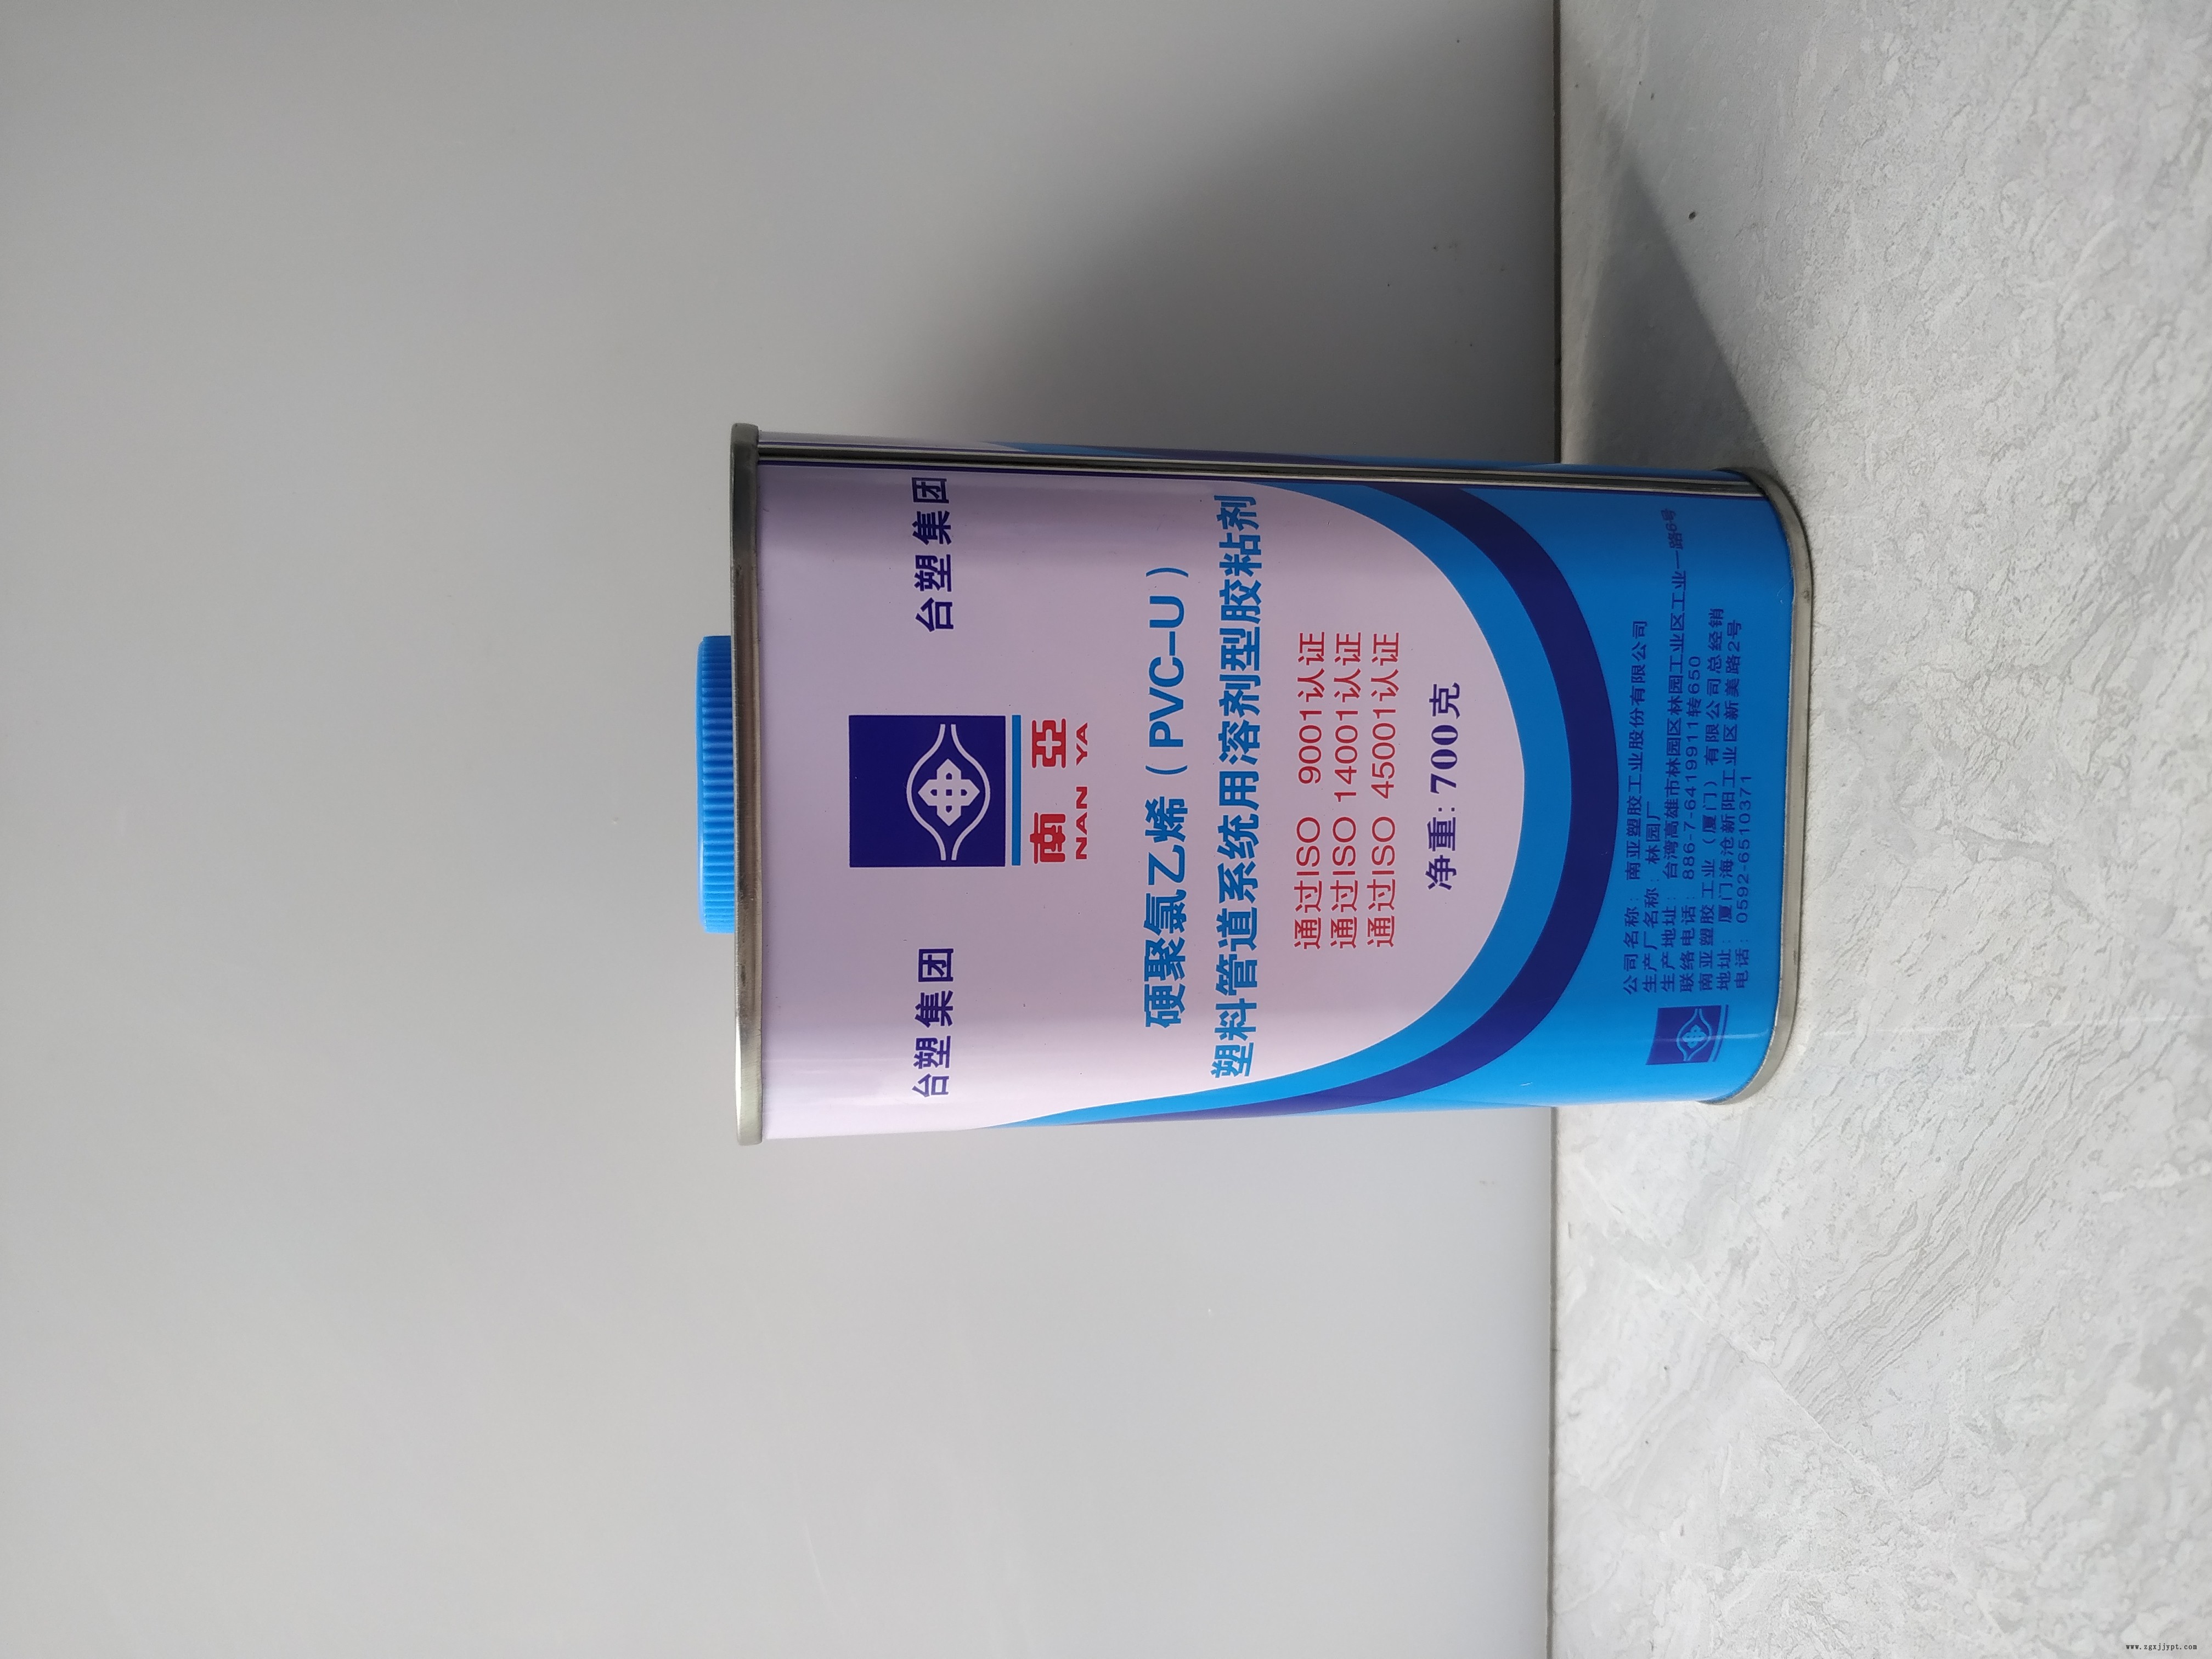 台塑集团
台塑集团
南亞
NAN YA
硬聚氯乙烯（PVC-U）
塑料管道系统用溶剂型胶粘剂
通过ISO 9001认证
通过ISO 14001认证
通过ISO 45001认证
净重: 700克
公司名称：南亚塑胶工业股份有限公司
生产厂名称：林园厂
生产地址：台湾高雄市林园区林园工业区工业一路6号
联络电话：886-7-6419911转650
南亚塑胶工业（厦门）有限公司总经销
地址：厦门海沧新阳工业区新美路2号
电话：0592-6510371
www.zgxjjypt.com